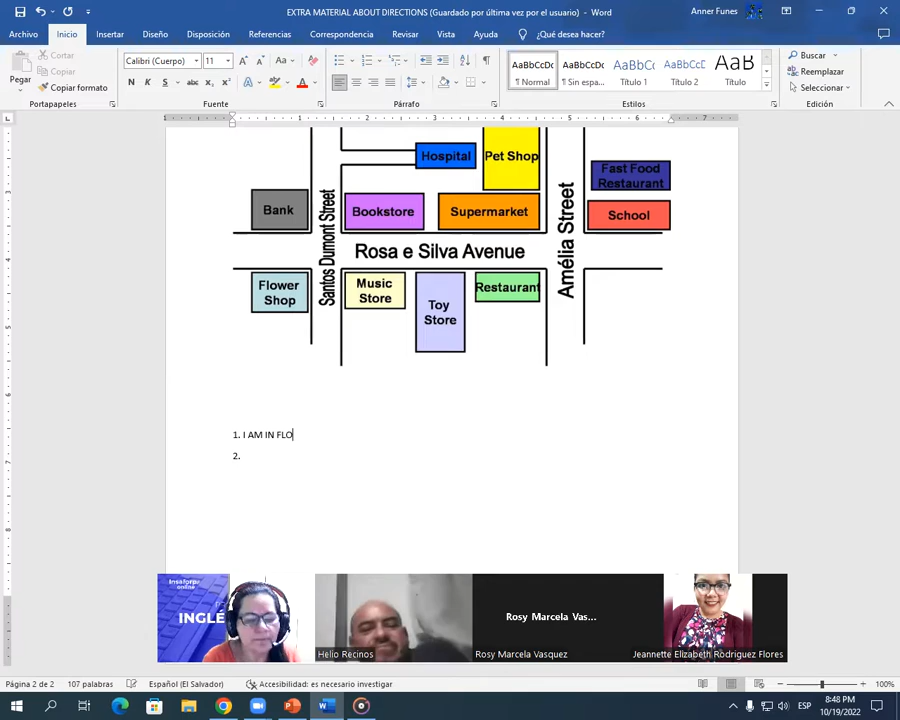 EXTRA MATERIAL ABOUT DIRECTIONS (Guardado por última vez por el usuario) - Word
Anner Funes
Archivo Inicio Insertar Diseño Disposición Referencias Correspondencia Revisar Vista Ayuda ¿Qué desea hacer?
Pegar
Cortar
Copiar
Copiar formato
Portapapeles
Calibri (Cuerpo) 11
Fuente
Párrafo
AaBbCcDc
¶ Normal
AaBbCcDc
¶ Sin espa...
AaBbCc
Título 1
AaBbCcD
Título 2
AaB
Título
Estilos
Buscar
Reemplazar
Seleccionar
Edición
Hospital
Pet Shop
Fast Food
Restaurant
Bank
Bookstore
Supermarket
School
Santos Dumont Street
Rosa e Silva Avenue
Amélia Street
Flower
Shop
Music
Store
Toy
Store
Restaurant
1. I AM IN FLO
2.
Insaforp
online
INGLÉ
Helio Recinos
Rosy Marcela Vas...
Rosy Marcela Vasquez
Jeannette Elizabeth Rodriguez Flores
Página 2 de 2 107 palabras Español (El Salvador) Accesibilidad: es necesario investigar 100%
ESP
8:48 PM
10/19/2022